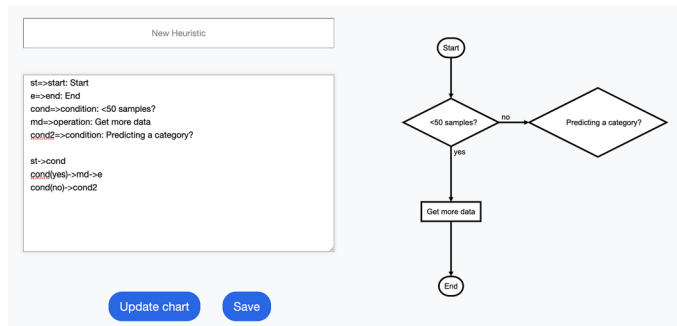 New Heuristic
st=>start: Start
e=>end: End
cond=>condition: <50 samples?
md=>operation: Get more data
cond2=>condition: Predicting a category?
st->cond
cond(yes)->md->e
cond(no)->cond2
Update chart
Save
Start
<50 samples?
no
Predicting a category?
yes
Get more data
End